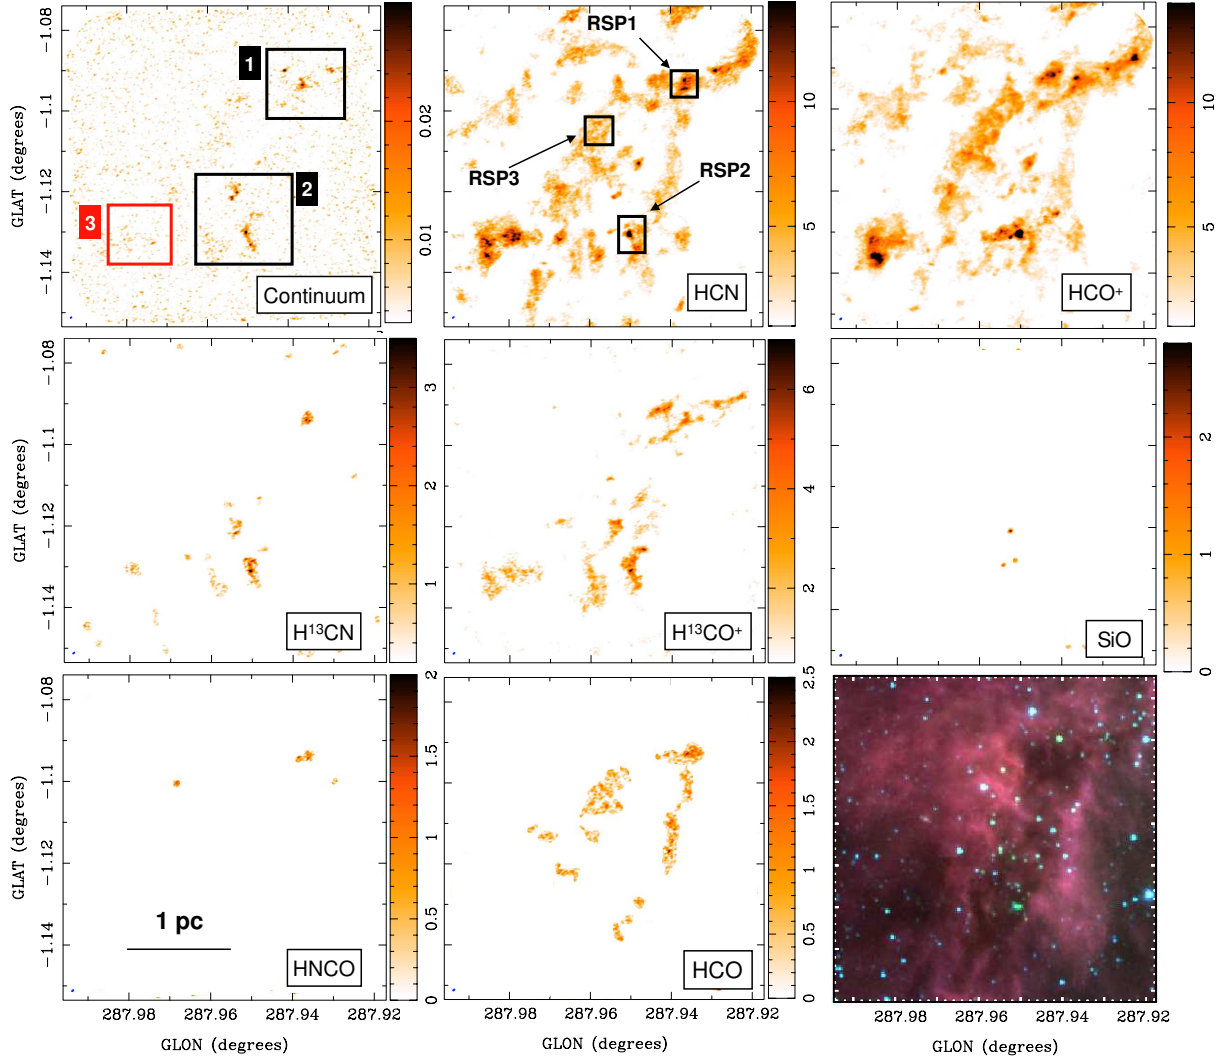 GLAT (degrees)
−1.08
−1.1
−1.12
−1.14
1
2
3
Continuum
0.02
0.01
RSP1
RSP3
RSP2
HCN
10
5
HCO+
10
5
GLAT (degrees)
−1.08
−1.1
−1.12
−1.14
H13CN
3
2
1
H13CO+
6
4
2
SiO
2
1
0
GLAT (degrees)
−1.08
−1.1
−1.12
−1.14
1 pc
HNCO
2
1.5
1
0.5
0
HCO
2.5
2
1.5
1
0.5
0
287.98 287.96 287.94 287.92
287.98 287.96 287.94 287.92
287.98 287.96 287.94 287.92
GLON (degrees)
GLON (degrees)
GLON (degrees)